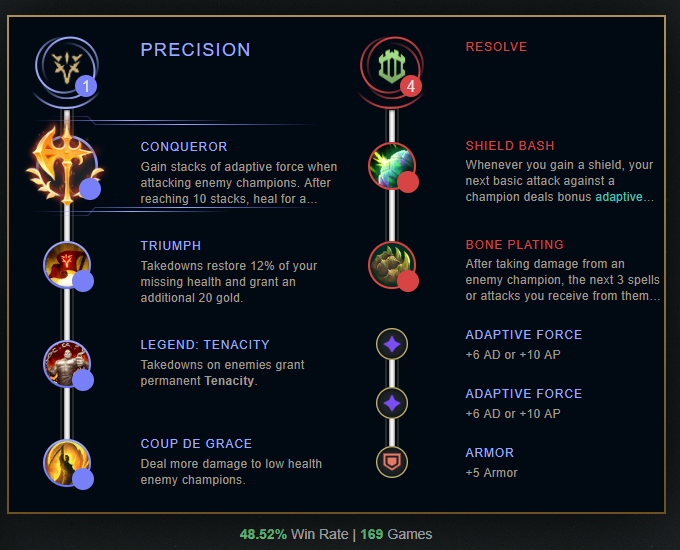 PRECISION
1
CONQUEROR
Gain stacks of adaptive force when
attacking enemy champions. After
reaching 10 stacks, heal for a...
TRIUMPH
Takedowns restore 12% of your
missing health and grant an
additional 20 gold.
LEGEND: TENACITY
Takedowns on enemies grant
permanent Tenacity.
COUP DE GRACE
Deal more damage to low health
enemy champions.
RESOLVE
4
SHIELD BASH
Whenever you gain a shield, your
next basic attack against a
champion deals bonus adaptive...
BONE PLATING
After taking damage from an
enemy champion, the next 3 spells
or attacks you receive from them...
ADAPTIVE FORCE
+6 AD or +10 AP
ADAPTIVE FORCE
+6 AD or +10 AP
ARMOR
+5 Armor
48.52% Win Rate | 169 Games